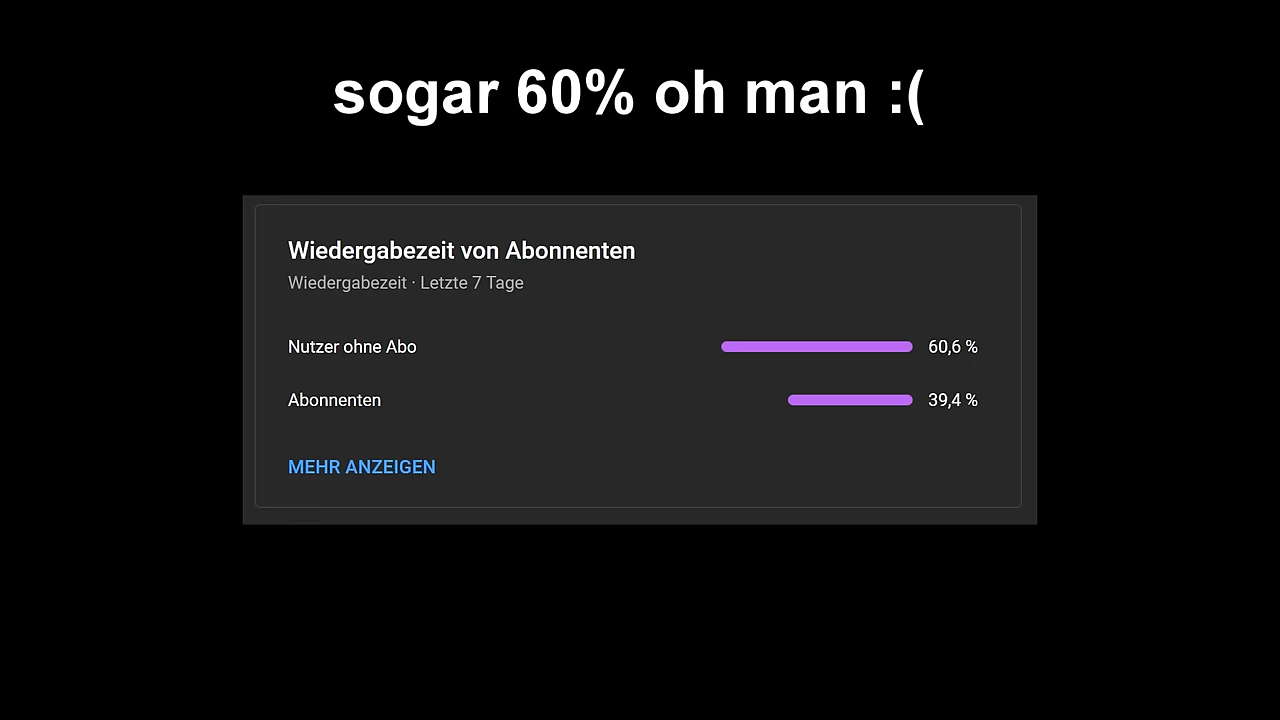 sogar 60% oh man :(
Wiedergabezeit von Abonnenten
Wiedergabezeit · Letzte 7 Tage
Nutzer ohne Abo 60,6 %
Abonnenten 39,4 %
MEHR ANZEIGEN